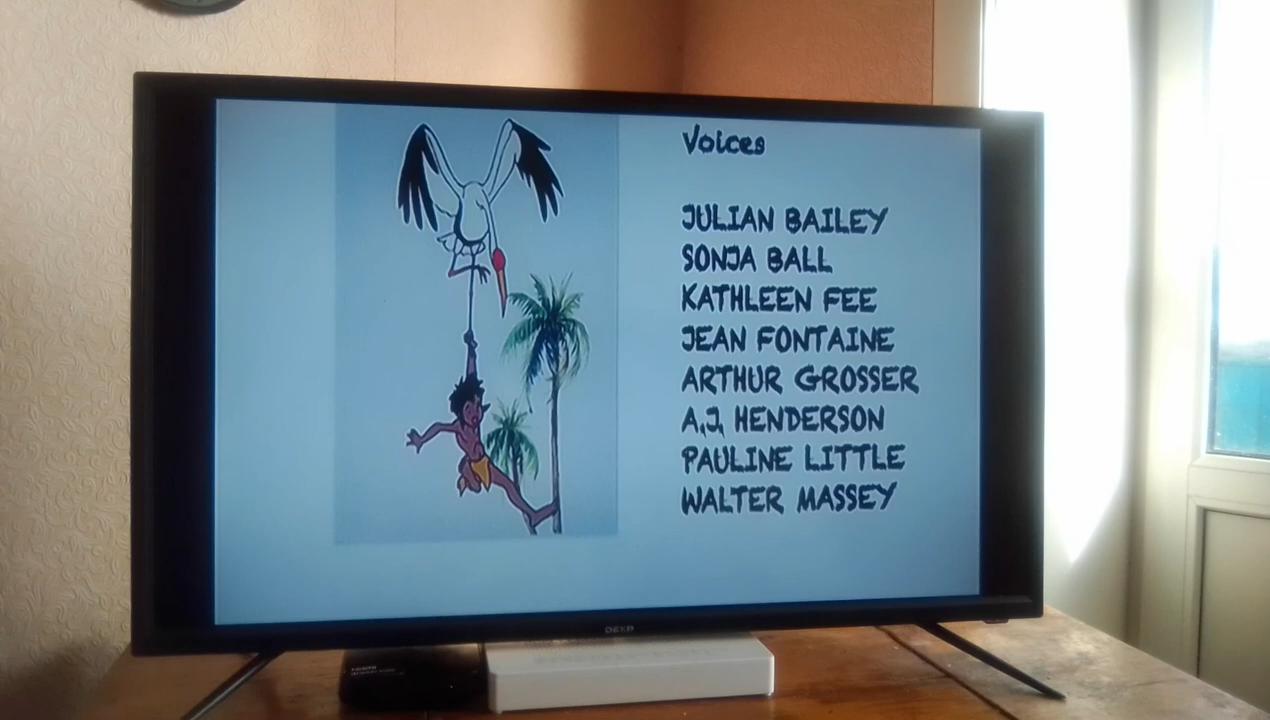 Voices
JULIAN BAILEY
SONJA BALL
KATHLEEN FEE
JEAN FONTAINE
ARTHUR GROSSER
A.J. HENDERSON
PAULINE LITTLE
WALTER MASSEY
DEXP